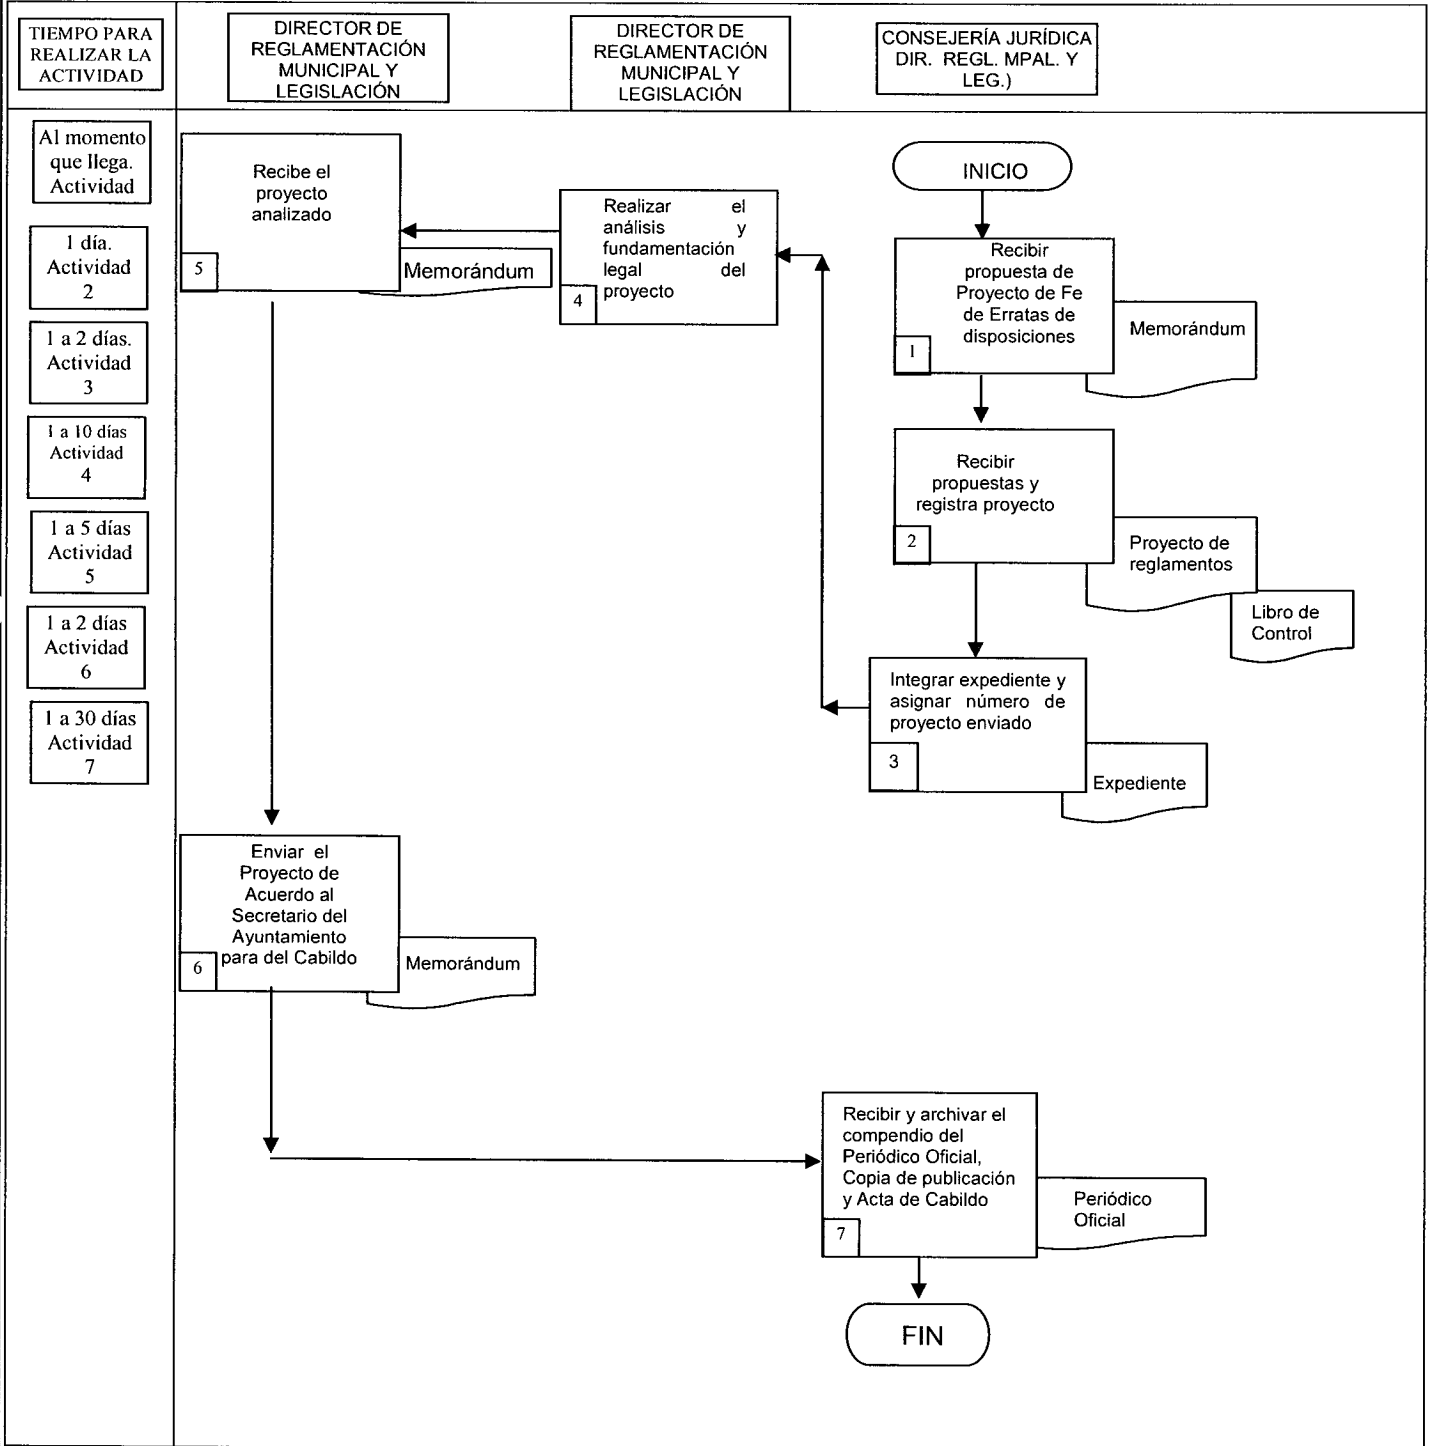 TIEMPO PARA
REALIZAR LA
ACTIVIDAD
DIRECTOR DE
REGLAMENTACIÓN
MUNICIPAL Y
LEGISLACIÓN
DIRECTOR DE
REGLAMENTACIÓN
MUNICIPAL Y
LEGISLACIÓN
CONSEJERÍA JURÍDICA
DIR. REGL. MPAL. Y
LEG.)
Al momento
que llega.
Actividad
1 día.
Actividad
2
1 a 2 días.
Actividad
3
1 a 10 días
Actividad
4
1 a 5 días
Actividad
5
1 a 2 días
Actividad
6
1 a 30 días
Actividad
7
INICIO
Recibir
propuesta de
Proyecto de Fe
de Erratas de
disposiciones
1
Memorándum
Recibir
propuestas y
registra proyecto
2
Proyecto de
reglamentos
Libro de
Control
Integrar expediente y
asignar número de
proyecto enviado
3
Expediente
Realizar el
análisis y
fundamentación
legal del
proyecto
4
Recibe el
proyecto
analizado
5
Memorándum
Enviar el
Proyecto de
Acuerdo al
Secretario del
Ayuntamiento
para del Cabildo
6
Memorándum
Recibir y archivar el
compendio del
Periódico Oficial,
Copia de publicación
y Acta de Cabildo
7
Periódico
Oficial
FIN